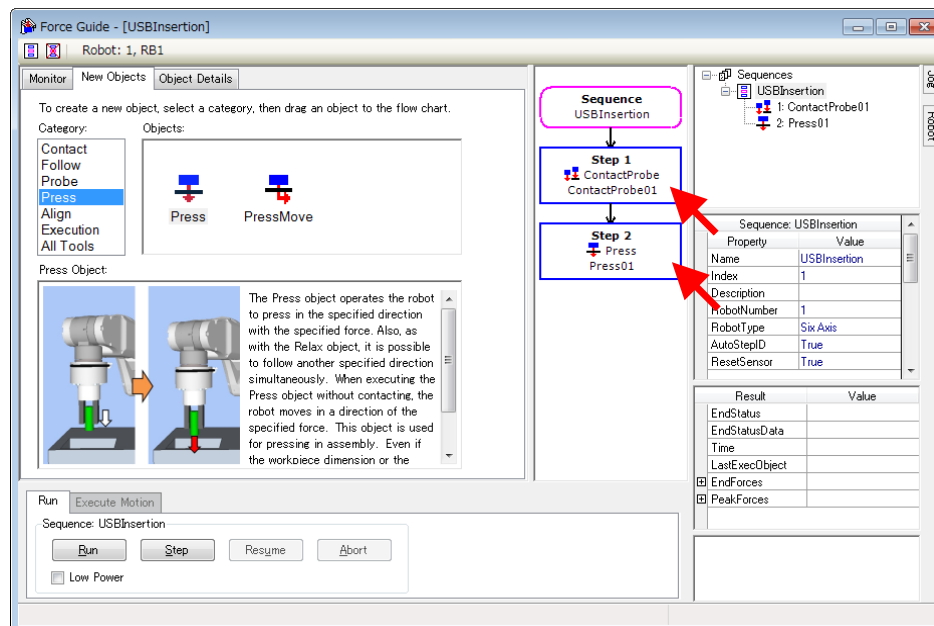 Force Guide - [USBInsertion]
Robot: 1, RB1
Monitor
New Objects
Object Details
To create a new object, select a category, then drag an object to the flow chart.
Category:
Objects:
Contact
Follow
Probe
Press
Align
Execution
All Tools
Press
PressMove
Press Object:
The Press object operates the robot
to press in the specified direction
with the specified force. Also, as
with the Relax object, it is possible
to follow another specified direction
simultaneously. When executing the
Press object without contacting, the
robot moves in a direction of the
specified force. This object is used
for pressing in assembly. Even if
the workpiece dimension or the
Run
Execute Motion
Sequence: USBInsertion
Run
Step
Resume
Abort
Low Power
Sequence
USBInsertion
Step 1
ContactProbe
ContactProbe01
Step 2
Press
Press01
Sequences
USBInsertion
1: ContactProbe01
2: Press01
Jog
Robot
Sequence: USBInsertion
Property Value
Name USBInsertion
Index 1
Description
RobotNumber 1
RobotType Six Axis
AutoStepID True
ResetSensor True
Result Value
EndStatus
EndStatusData
Time
LastExecObject
EndForces
PeakForces